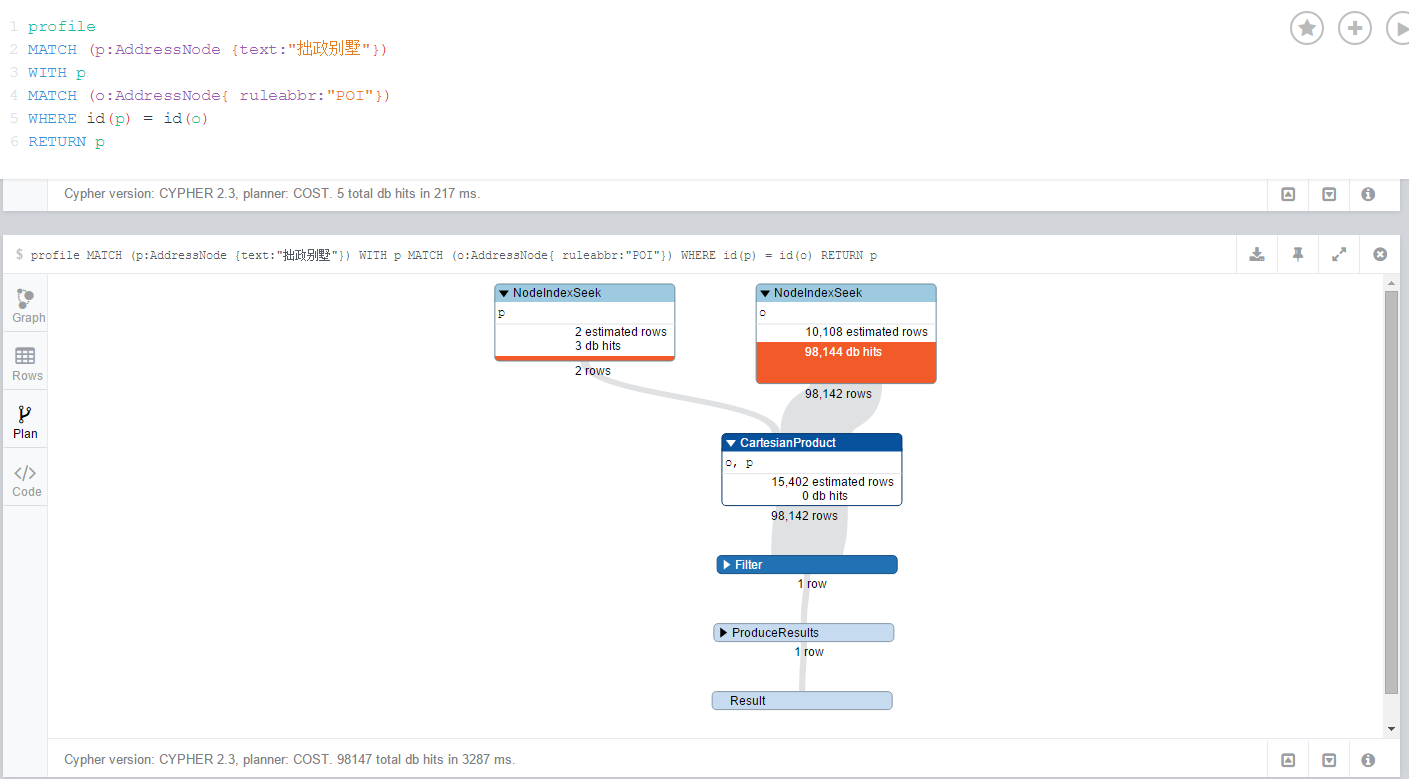 1 profile
2 MATCH (p:AddressNode {text:"拙政别墅"})
3 WITH p
4 MATCH (o:AddressNode{ ruleabbr:"POI"})
5 WHERE id(p) = id(o)
6 RETURN p
Cypher version: CYPHER 2.3, planner: COST. 5 total db hits in 217 ms.
$ profile MATCH (p:AddressNode {text:"拙政别墅"}) WITH p MATCH (o:AddressNode{ ruleabbr:"POI"}) WHERE id(p) = id(o) RETURN p
Graph
Rows
Plan
Code
NodeIndexSeek
p
2 estimated rows
3 db hits
2 rows
NodeIndexSeek
o
10,108 estimated rows
98,144 db hits
98,142 rows
CartesianProduct
o, p
15,402 estimated rows
0 db hits
98,142 rows
Filter
1 row
ProduceResults
1 row
Result
Cypher version: CYPHER 2.3, planner: COST. 98147 total db hits in 3287 ms.